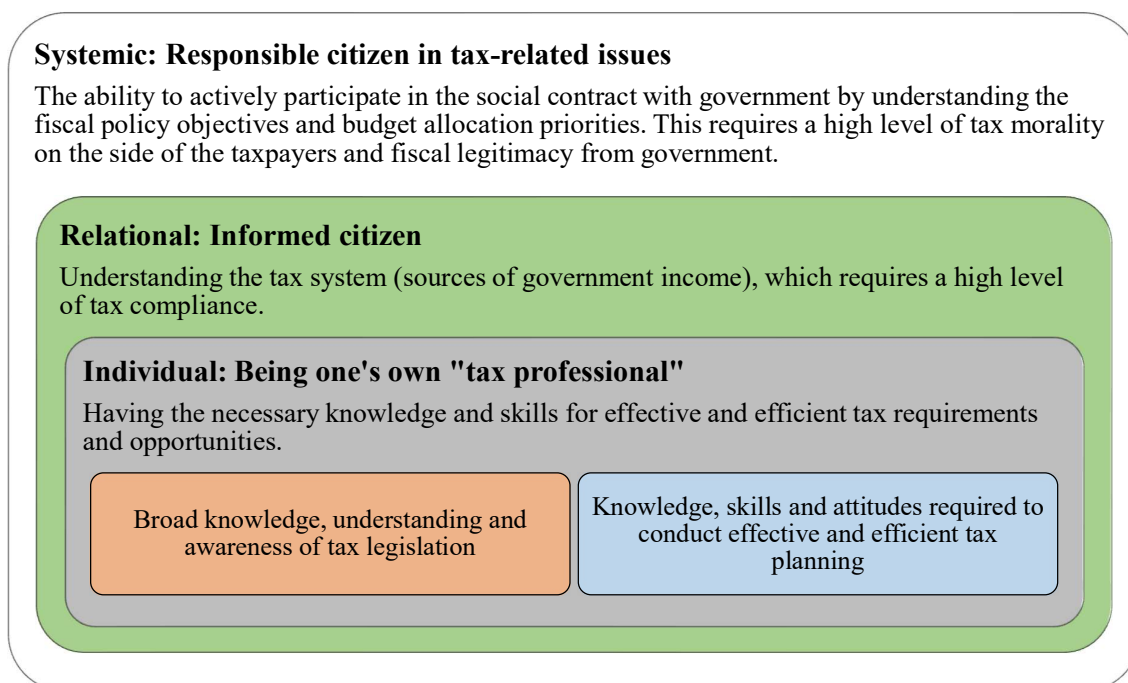 Systemic: Responsible citizen in tax-related issues
The ability to actively participate in the social contract with government by understanding the
fiscal policy objectives and budget allocation priorities. This requires a high level of tax morality
on the side of the taxpayers and fiscal legitimacy from government.
Relational: Informed citizen
Understanding the tax system (sources of government income), which requires a high level
of tax compliance.
Individual: Being one's own "tax professional"
Having the necessary knowledge and skills for effective and efficient tax requirements
and opportunities.
Broad knowledge, understanding and
awareness of tax legislation
Knowledge, skills and attitudes required to
conduct effective and efficient tax
planning